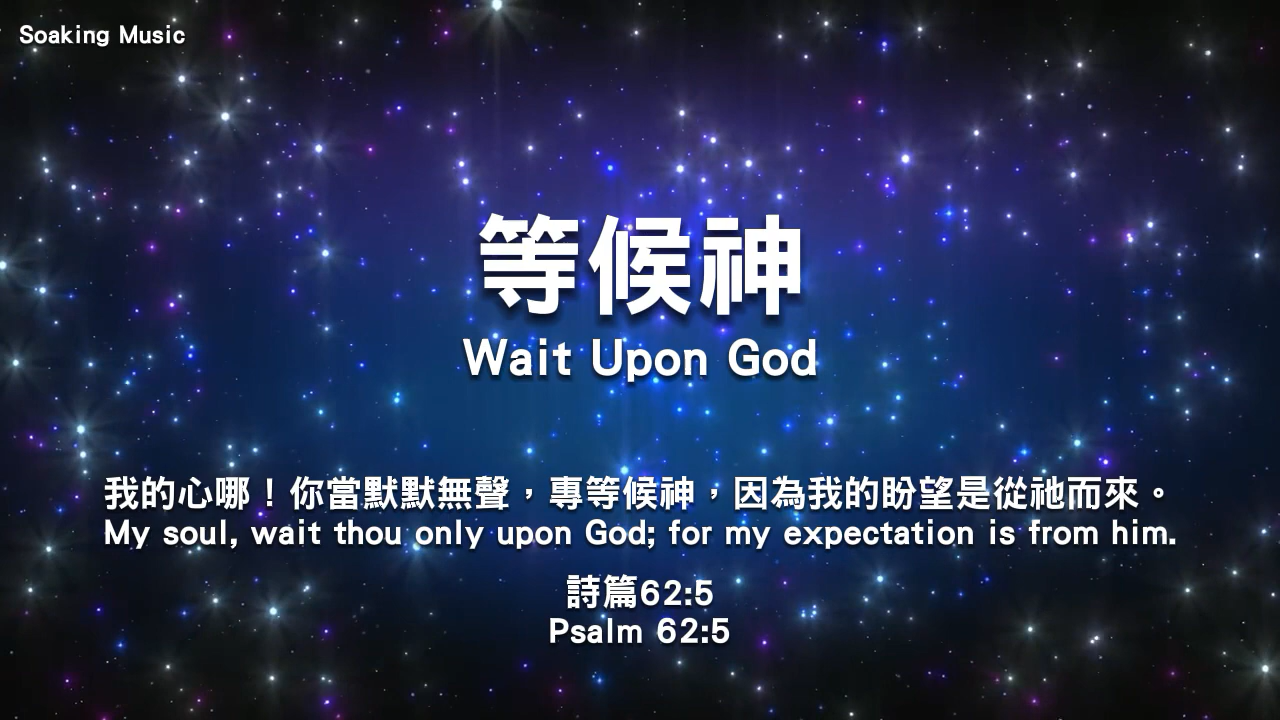 Soaking Music
等候神
Wait Upon God
我的心哪！你當默默無聲，專等候神，因為我的盼望是從祂而來。
My soul, wait thou only upon God; for my expectation is from him.
詩篇62:5
Psalm 62:5